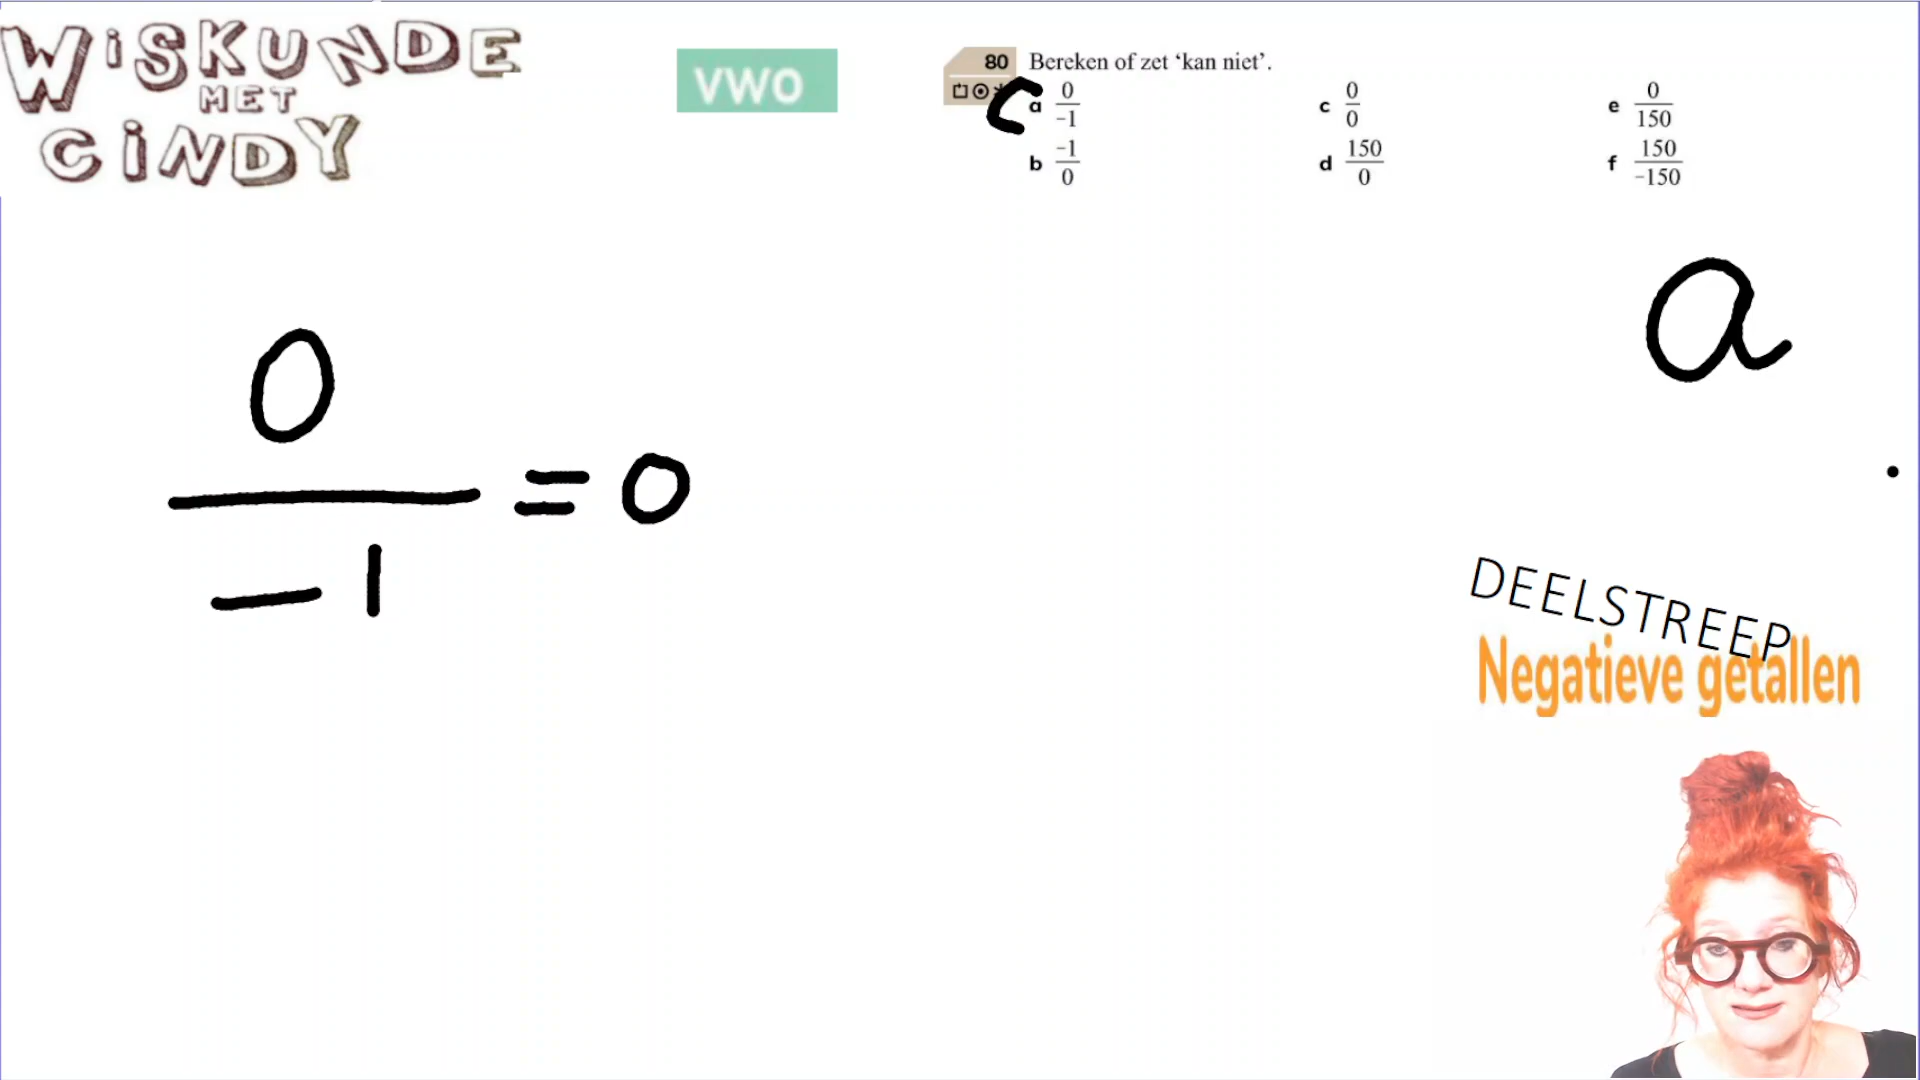 WiSKUNDE
MET
CiNDY
VWO
80 Bereken of zet ‘kan niet’.
a 0/-1
c 0/0
e 0/150
b -1/0
d 150/0
f 150/-150
a
0/-1 = 0
DEELSTREEP
Negatieve getallen